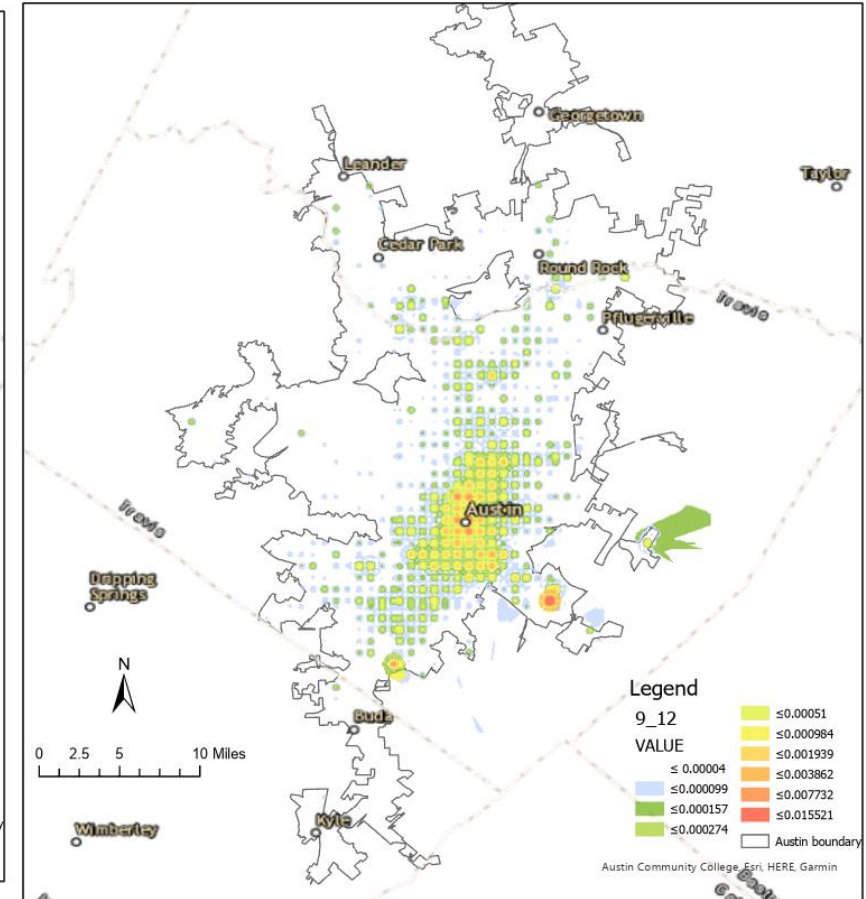 Georgetown
Leander
Taylor
Cedar Park
Round Rock
Travis
Pflugerville
Austin
Travis
Dripping
Springs
N
Buda
0 2.5 5 10 Miles
Kyle
Wimberley
Legend
9_12
VALUE
≤ 0.00004
≤0.000099
≤0.000157
≤0.000274
≤0.00051
≤0.000984
≤0.001939
≤0.003862
≤0.007732
≤0.015521
Austin boundary
Austin Community College, Esri, HERE, Garmin